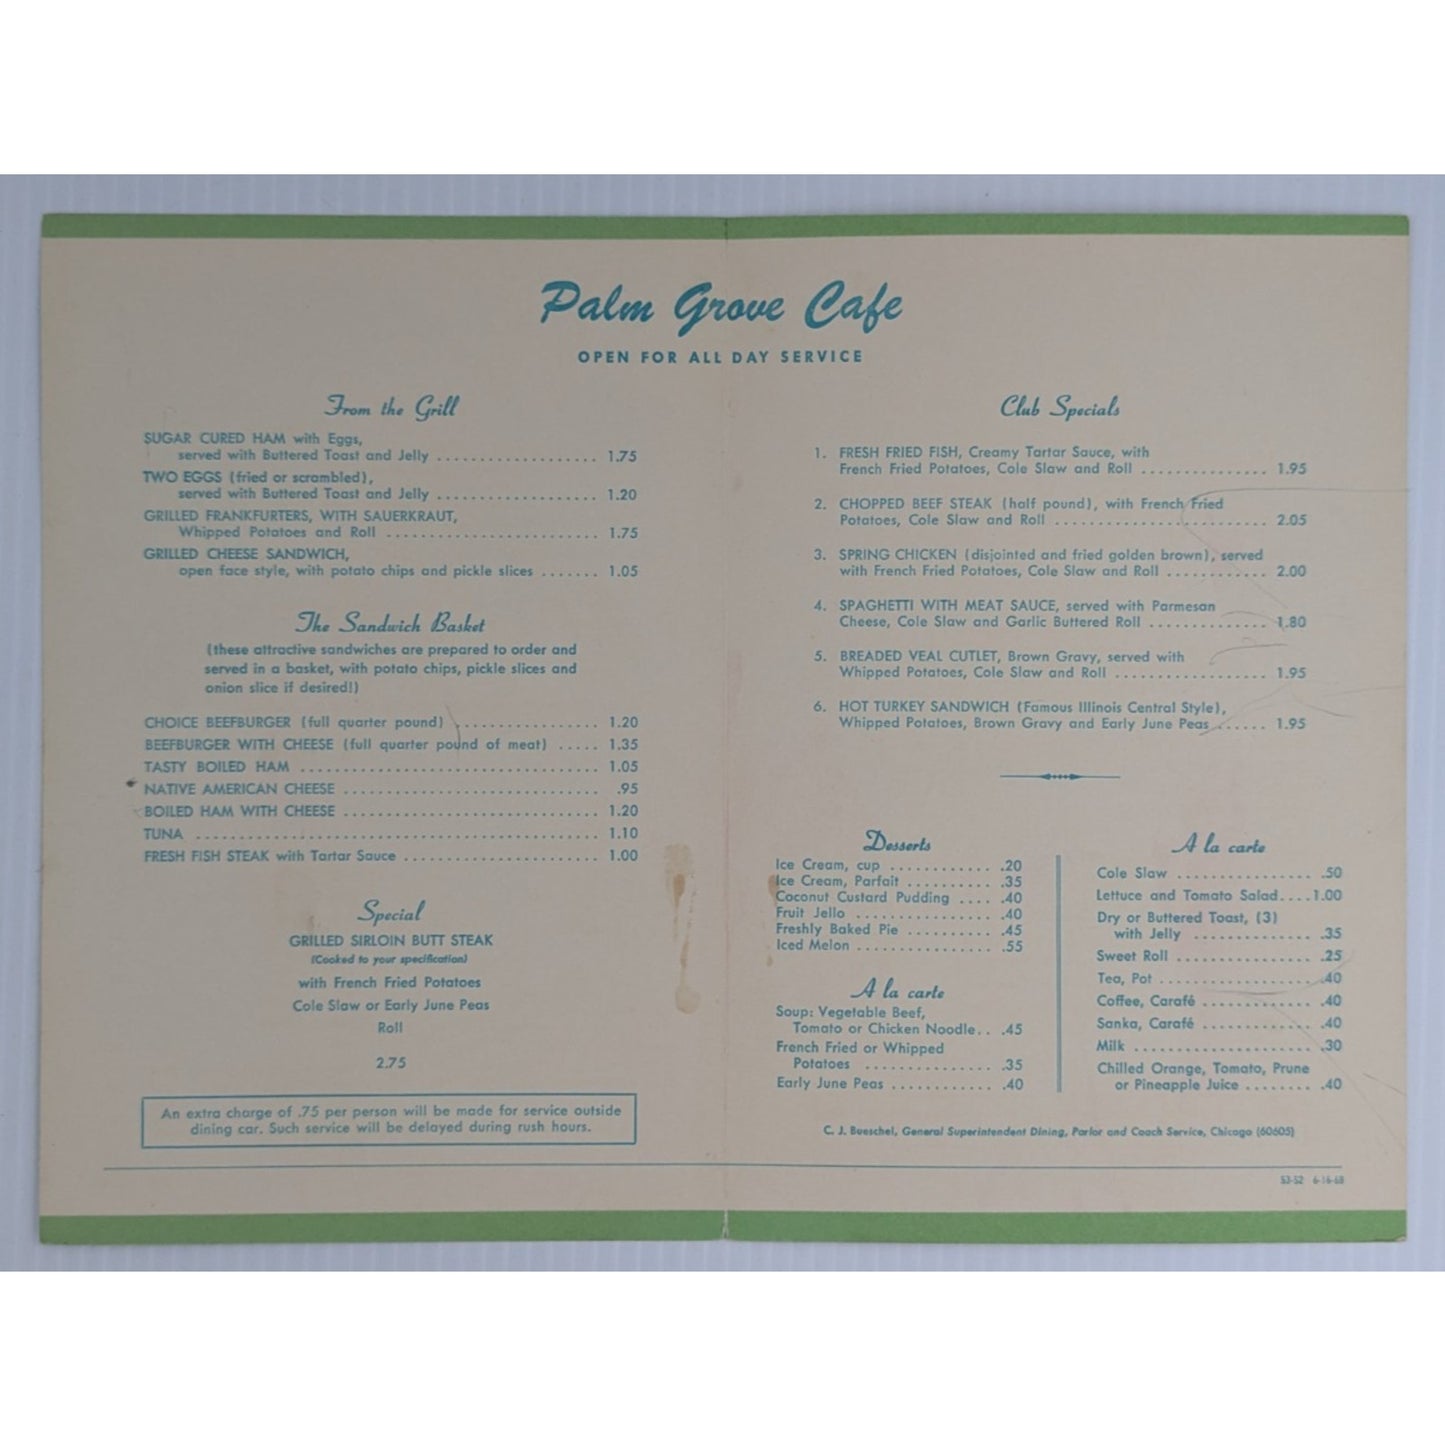 Palm Grove Cafe
OPEN FOR ALL DAY SERVICE
From the Grill
SUGAR CURED HAM with Eggs,
served with Buttered Toast and Jelly .................. 1.75
TWO EGGS (fried or scrambled),
served with Buttered Toast and Jelly .................. 1.20
GRILLED FRANKFURTERS, WITH SAUERKRAUT,
Whipped Potatoes and Roll ........................ 1.75
GRILLED CHEESE SANDWICH,
open face style, with potato chips and pickle slices ....... 1.05
The Sandwich Basket
(these attractive sandwiches are prepared to order and
served in a basket, with potato chips, pickle slices and
onion slice if desired!)
CHOICE BEEFBURGER (full quarter pound) ................ 1.20
BEEFBURGER WITH CHEESE (full quarter pound of meat) ..... 1.35
TASTY BOILED HAM .................................. 1.05
NATIVE AMERICAN CHEESE ............................. .95
BOILED HAM WITH CHEESE ............................. 1.20
TUNA .............................................. 1.10
FRESH FISH STEAK with Tartar Sauce ...................... 1.00
Special
GRILLED SIRLOIN BUTT STEAK
(Cooked to your specification)
with French Fried Potatoes
Cole Slaw or Early June Peas
Roll
2.75
An extra charge of .75 per person will be made for service outside
dining car. Such service will be delayed during rush hours.
Club Specials
1. FRESH FRIED FISH, Creamy Tartar Sauce, with
French Fried Potatoes, Cole Slaw and Roll ............... 1.95
2. CHOPPED BEEF STEAK (half pound), with French Fried
Potatoes, Cole Slaw and Roll ......................... 2.05
3. SPRING CHICKEN (disjointed and fried golden brown), served
with French Fried Potatoes, Cole Slaw and Roll ............ 2.00
4. SPAGHETTI WITH MEAT SAUCE, served with Parmesan
Cheese, Cole Slaw and Garlic Buttered Roll .............. 1.80
5. BREADED VEAL CUTLET, Brown Gravy, served with
Whipped Potatoes, Cole Slaw and Roll .................. 1.95
6. HOT TURKEY SANDWICH (Famous Illinois Central Style),
Whipped Potatoes, Brown Gravy and Early June Peas ...... 1.95
Desserts
Ice Cream, cup ............. .20
Ice Cream, Parfait ........... .35
Coconut Custard Pudding .... .40
Fruit Jello ................. .40
Freshly Baked Pie ........... .45
Iced Melon ................. .55
A la carte
Soup: Vegetable Beef,
Tomato or Chicken Noodle.. .45
French Fried or Whipped
Potatoes ................ .35
Early June Peas ............ .40
A la carte
Cole Slaw ................ .50
Lettuce and Tomato Salad....1.00
Dry or Buttered Toast, (3)
with Jelly .............. .35
Sweet Roll ................ .25
Tea, Pot ................... .40
Coffee, Carafé ............. .40
Sanka, Carafé ............. .40
Milk ...................... .30
Chilled Orange, Tomato, Prune
or Pineapple Juice ........ .40
C. J. Bueschel, General Superintendent Dining, Parlor and Coach Service, Chicago (60605)
53-52 6-16-68